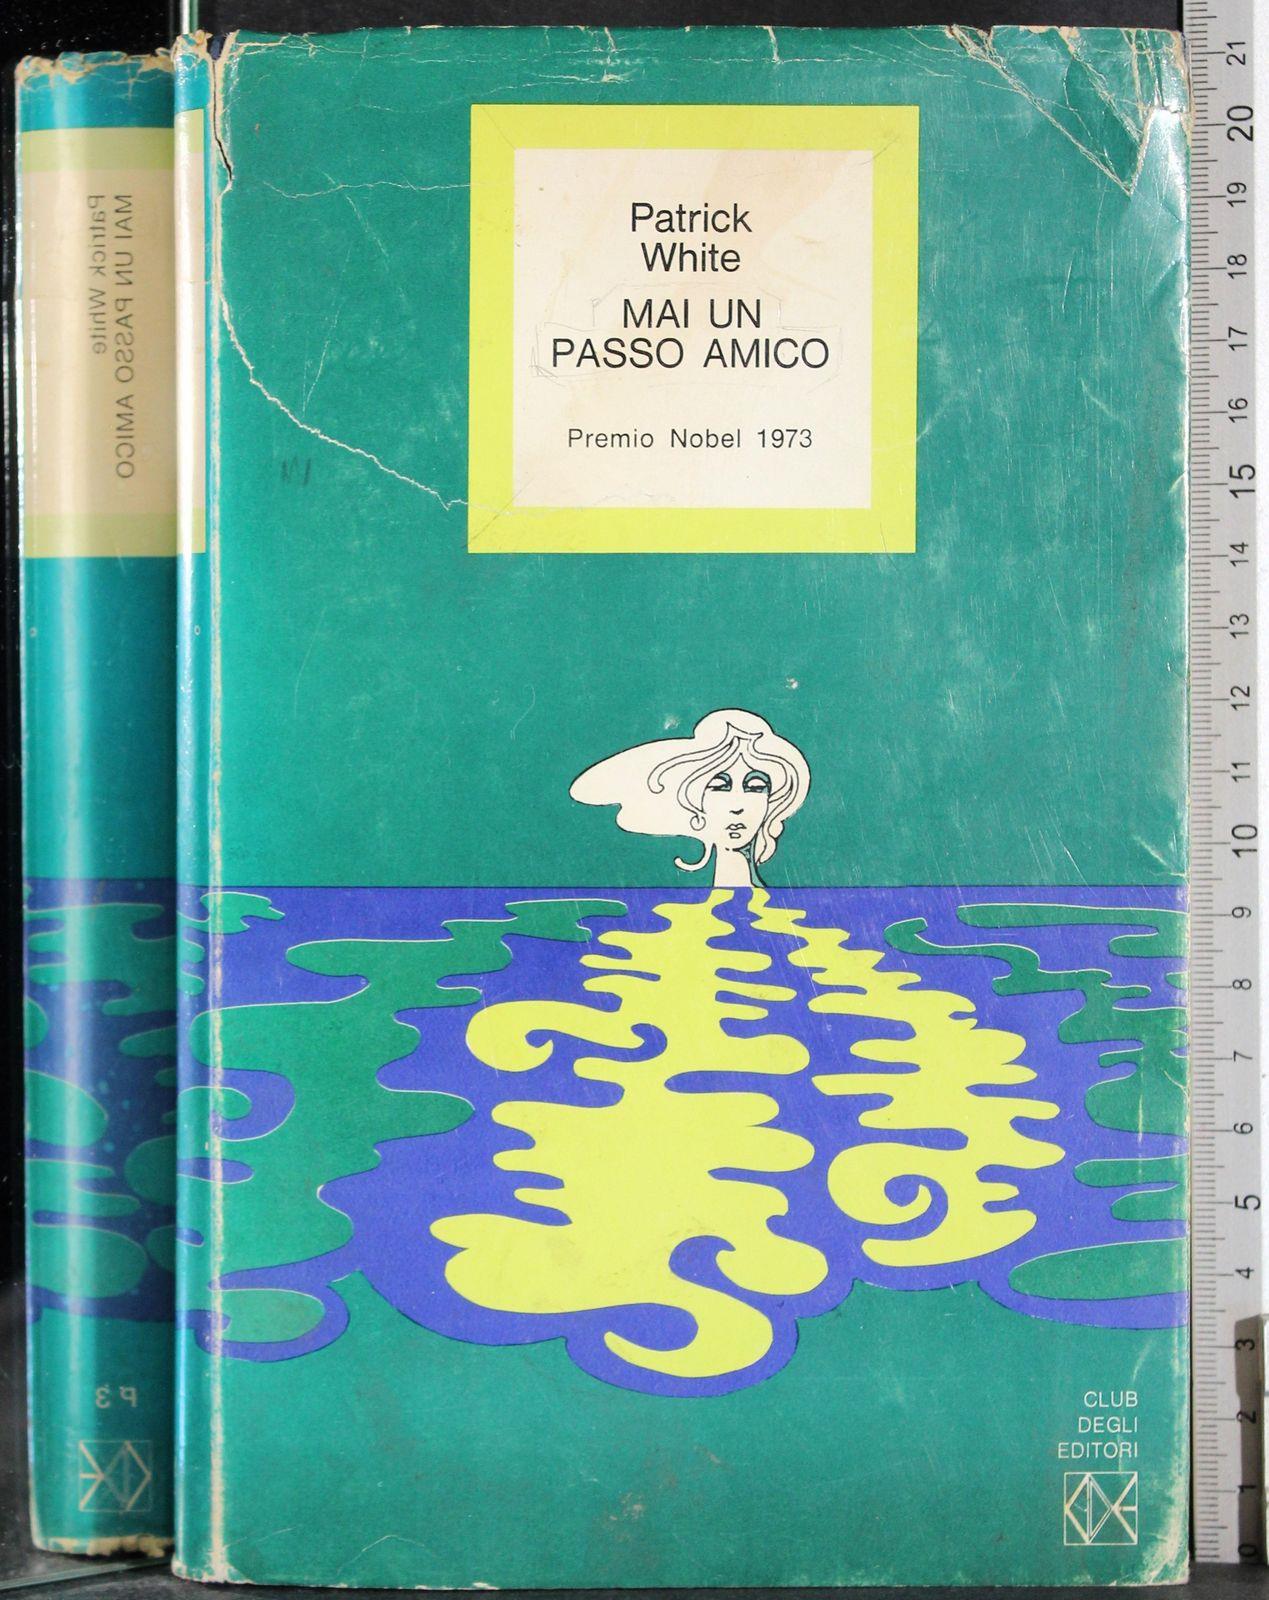 Patrick
White
MAI UN
PASSO AMICO
Premio Nobel 1973
CLUB
DEGLI
EDITORI
CDE
MAI UN PASSO AMICO
Patrick White
21
20
19
18
17
16
15
14
13
12
11
10
9
8
7
6
5
4
3
2
1
0